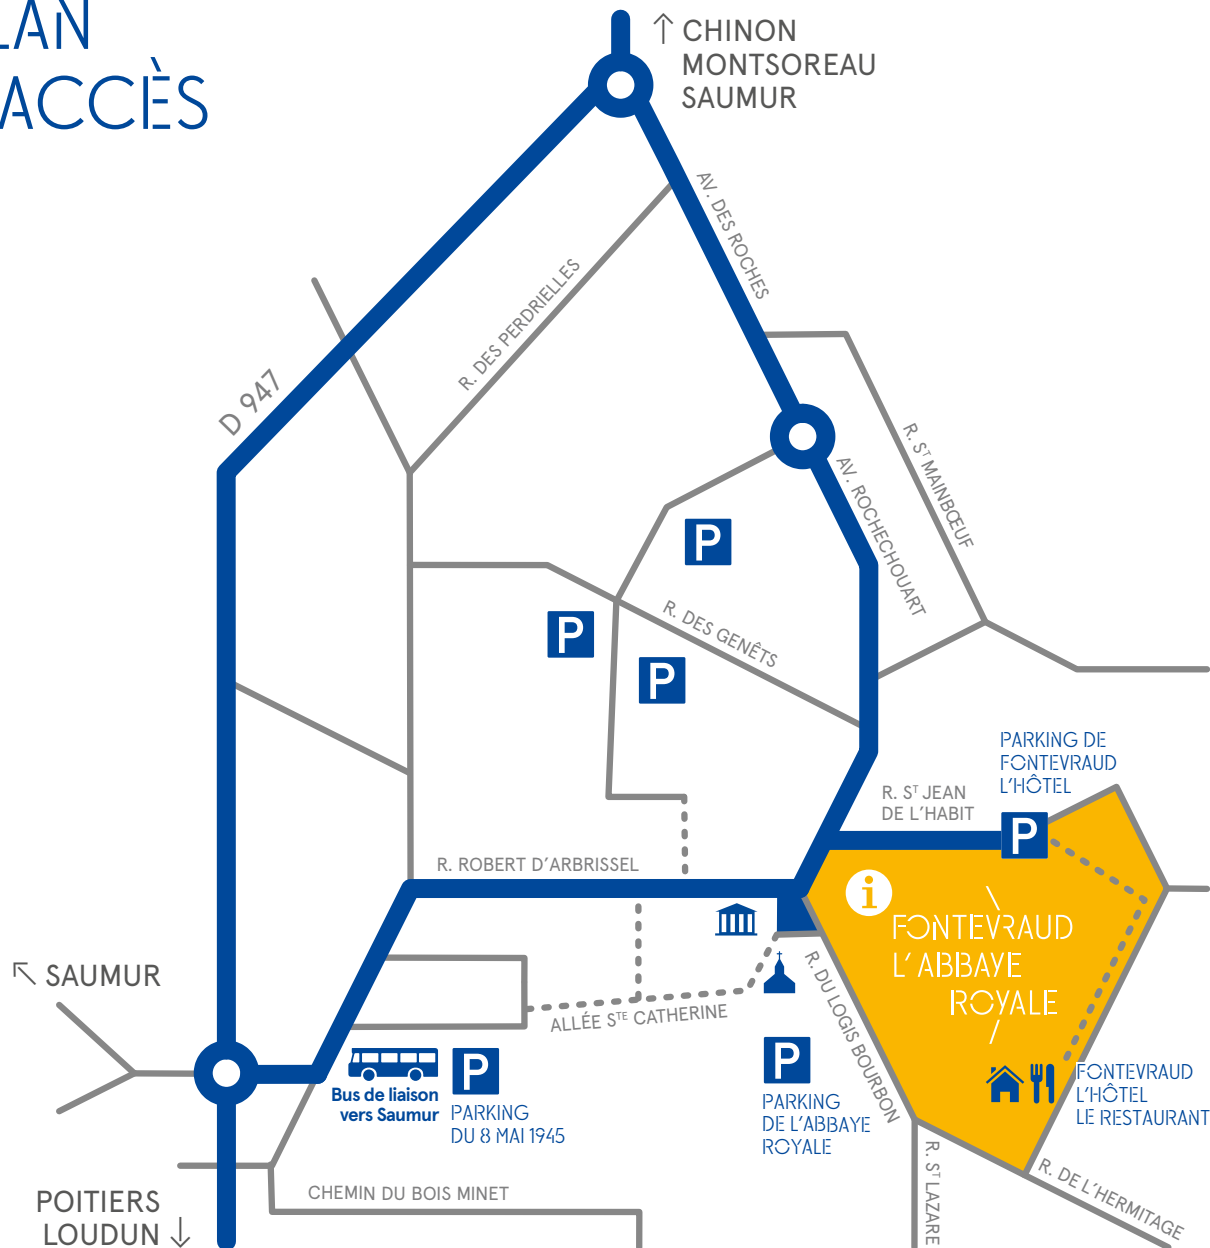 LAN
ACCÈS
↑ CHINON
MONTSOREAU
SAUMUR
AV. DES ROCHES
R. DES PERDRIELLES
D 947
R. Sᵀ MAINBŒUF
AV. ROCHECHOUART
P
R. DES GENÊTS
P
P
PARKING DE
FONTEVRAUD
L'HÔTEL
R. Sᵀ JEAN
DE L'HABIT
P
R. ROBERT D'ARBRISSEL
i
FONTEVRAUD
L'ABBAYE
ROYALE
↖ SAUMUR
R. DU LOGIS BOURBON
ALLÉE Sᵀᴱ CATHERINE
Bus de liaison
vers Saumur
P
PARKING
DU 8 MAI 1945
P
PARKING
DE L'ABBAYE
ROYALE
FONTEVRAUD
L'HÔTEL
LE RESTAURANT
R. Sᵀ LAZARE
R. DE L'HERMITAGE
CHEMIN DU BOIS MINET
POITIERS
LOUDUN ↓